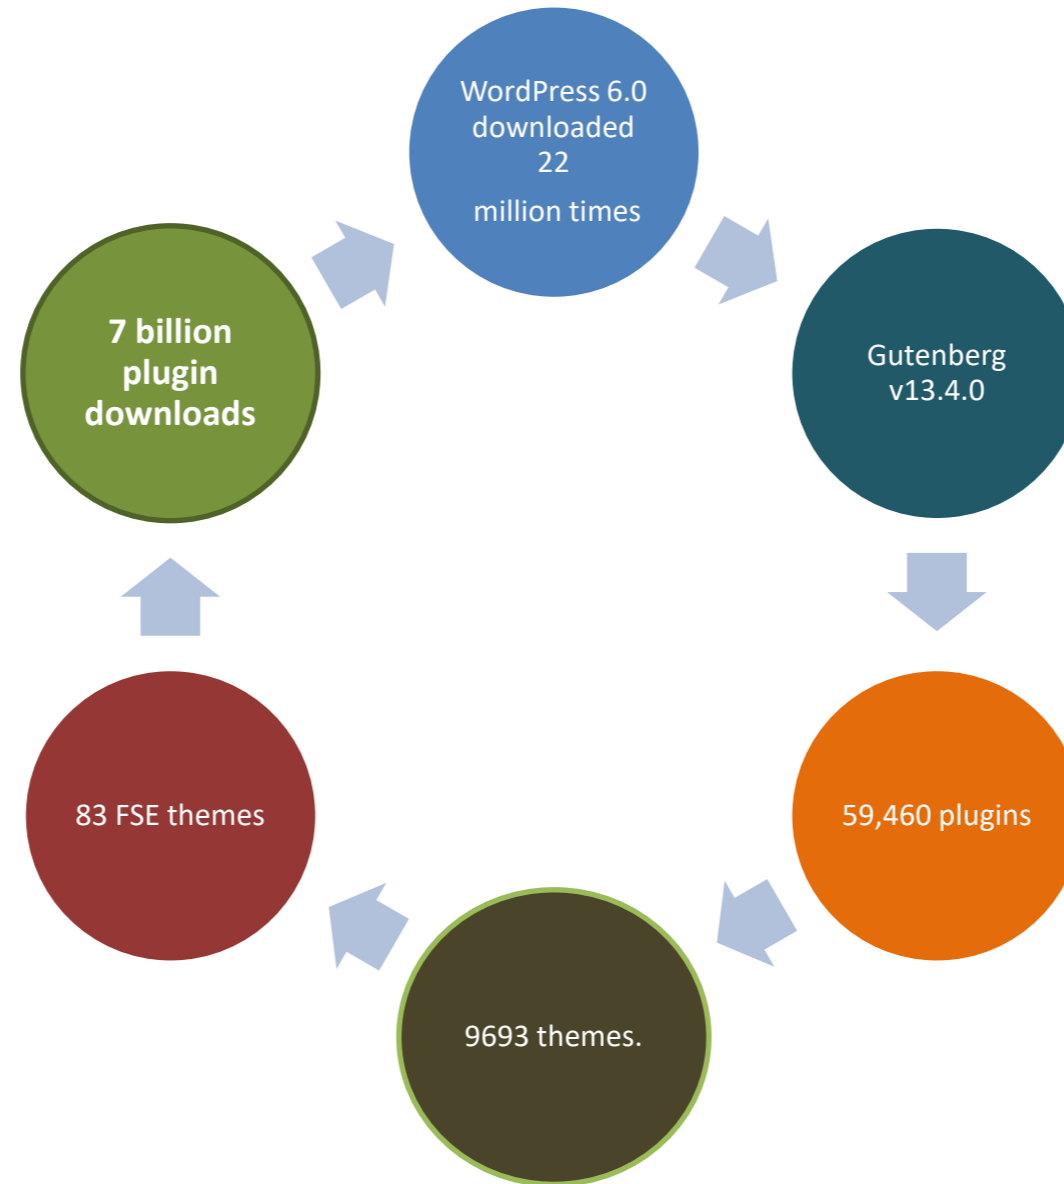 WordPress 6.0
downloaded
22
million times
Gutenberg
v13.4.0
59,460 plugins
9693 themes.
83 FSE themes
7 billion
plugin
downloads